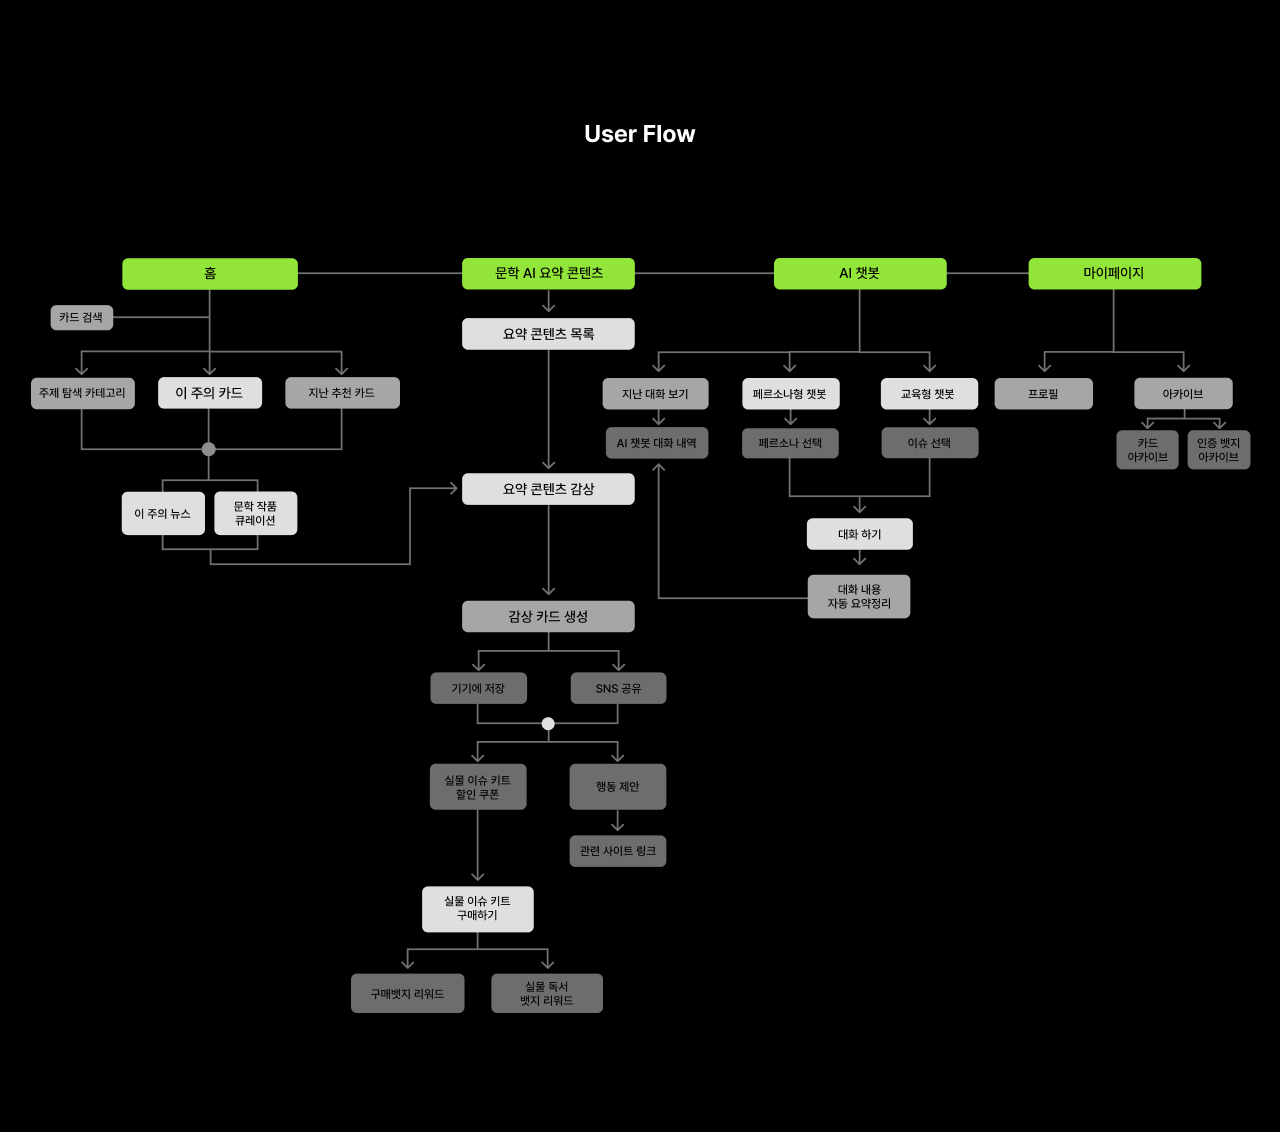 User Flow
홈
문학 AI 요약 콘텐츠
AI 챗봇
마이페이지
카드 검색
요약 콘텐츠 목록
주제 탐색 카테고리
이 주의 카드
지난 추천 카드
지난 대화 보기
페르소나형 챗봇
교육형 챗봇
프로필
아카이브
AI 챗봇 대화 내역
페르소나 선택
이슈 선택
카드
아카이브
인증 뱃지
아카이브
요약 콘텐츠 감상
이 주의 뉴스
문학 작품
큐레이션
대화 하기
대화 내용
자동 요약정리
감상 카드 생성
기기에 저장
SNS 공유
실물 이슈 키트
할인 쿠폰
행동 제안
관련 사이트 링크
실물 이슈 키트
구매하기
구매뱃지 리워드
실물 독서
뱃지 리워드